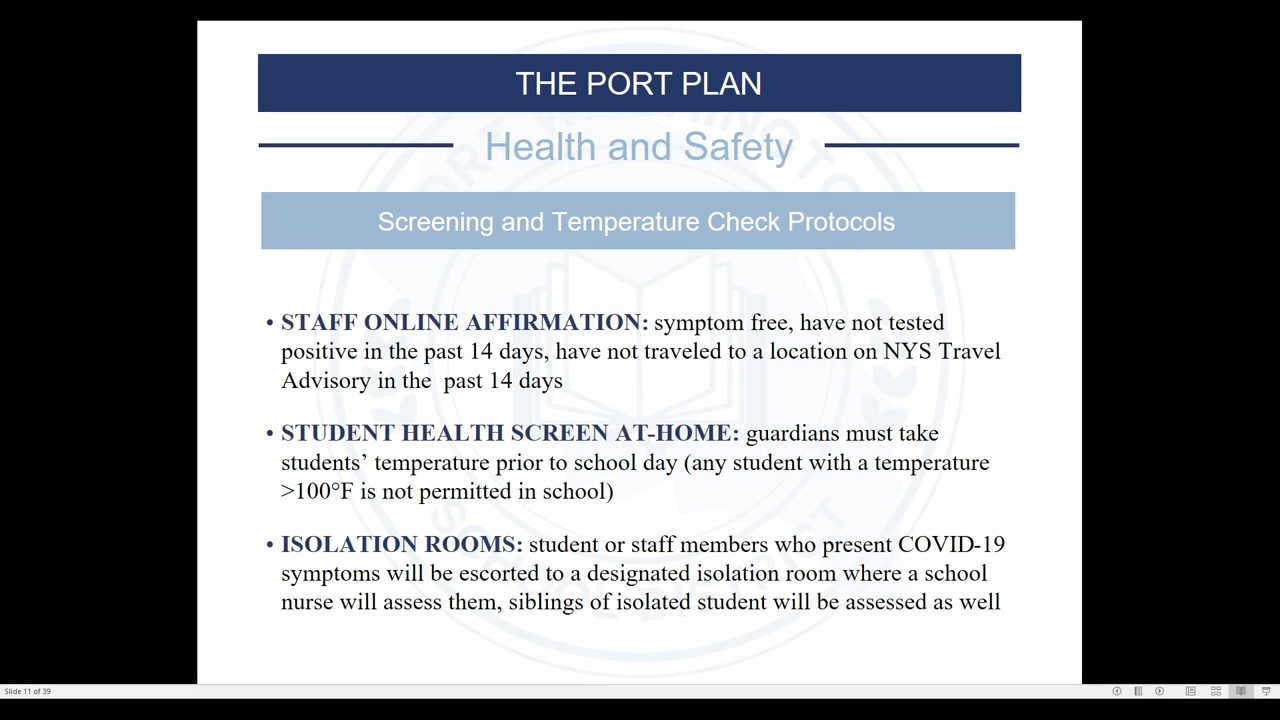 THE PORT PLAN
Health and Safety
Screening and Temperature Check Protocols
• STAFF ONLINE AFFIRMATION: symptom free, have not tested
positive in the past 14 days, have not traveled to a location on NYS Travel
Advisory in the  past 14 days
• STUDENT HEALTH SCREEN AT-HOME: guardians must take
students’ temperature prior to school day (any student with a temperature
>100°F is not permitted in school)
• ISOLATION ROOMS: student or staff members who present COVID-19
symptoms will be escorted to a designated isolation room where a school
nurse will assess them, siblings of isolated student will be assessed as well
Slide 11 of 39